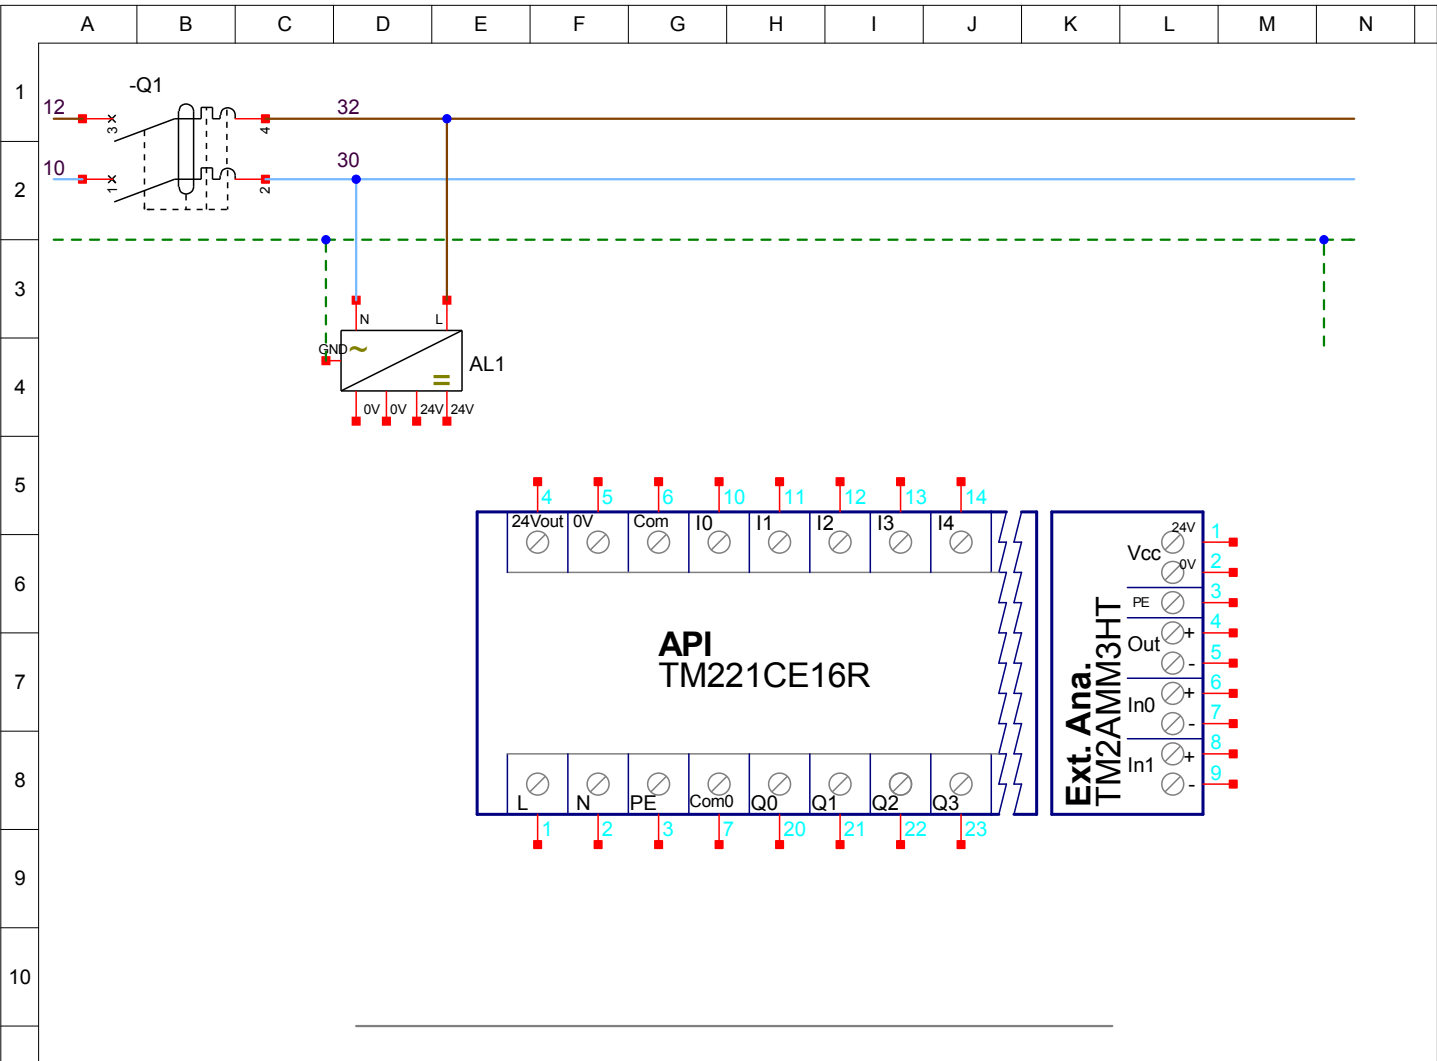 A B C D E F G H I J K L M N
1
-Q1
12
32
3
4
10
30
1
2
2
3
N
L
GND
~
AL1
=
4
0V 0V 24V 24V
5
4 5 6 10 11 12 13 14
24Vout 0V Com I0 I1 I2 I3 I4
24V
1
Vcc
0V
2
6
PE
3
API
TM221CE16R
Ext. Ana.
TM2AMM3HT
Out
+
4
-
5
7
In0
+
6
-
7
In1
+
8
-
9
8
L N PE Com0 Q0 Q1 Q2 Q3
1 2 3 7 20 21 22 23
9
10